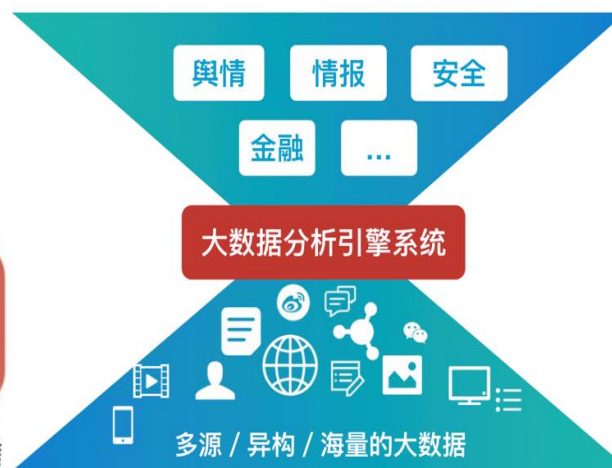 舆情 情报 安全
金融 ...
大数据分析引擎系统
多源 / 异构 / 海量的大数据